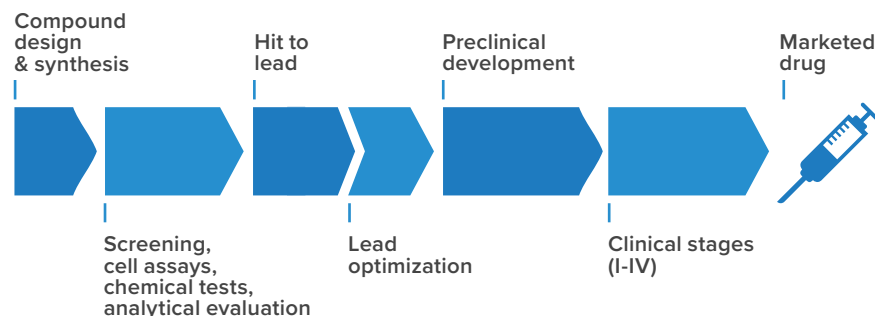 Compound
design
& synthesis
Screening,
cell assays,
chemical tests,
analytical evaluation
Hit to
lead
Lead
optimization
Preclinical
development
Clinical stages
(I-IV)
Marketed
drug